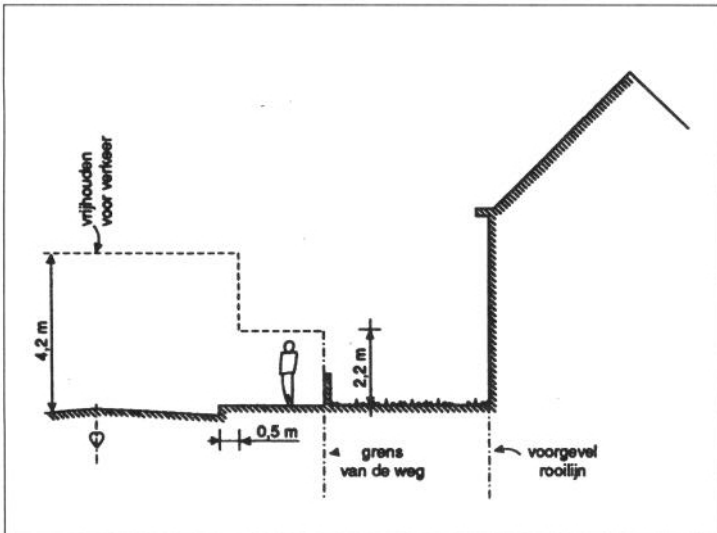 vrijhouden
voor verkeer
4,2 m
2,2 m
0,5 m
grens
van de weg
voorgevel
rooilijn